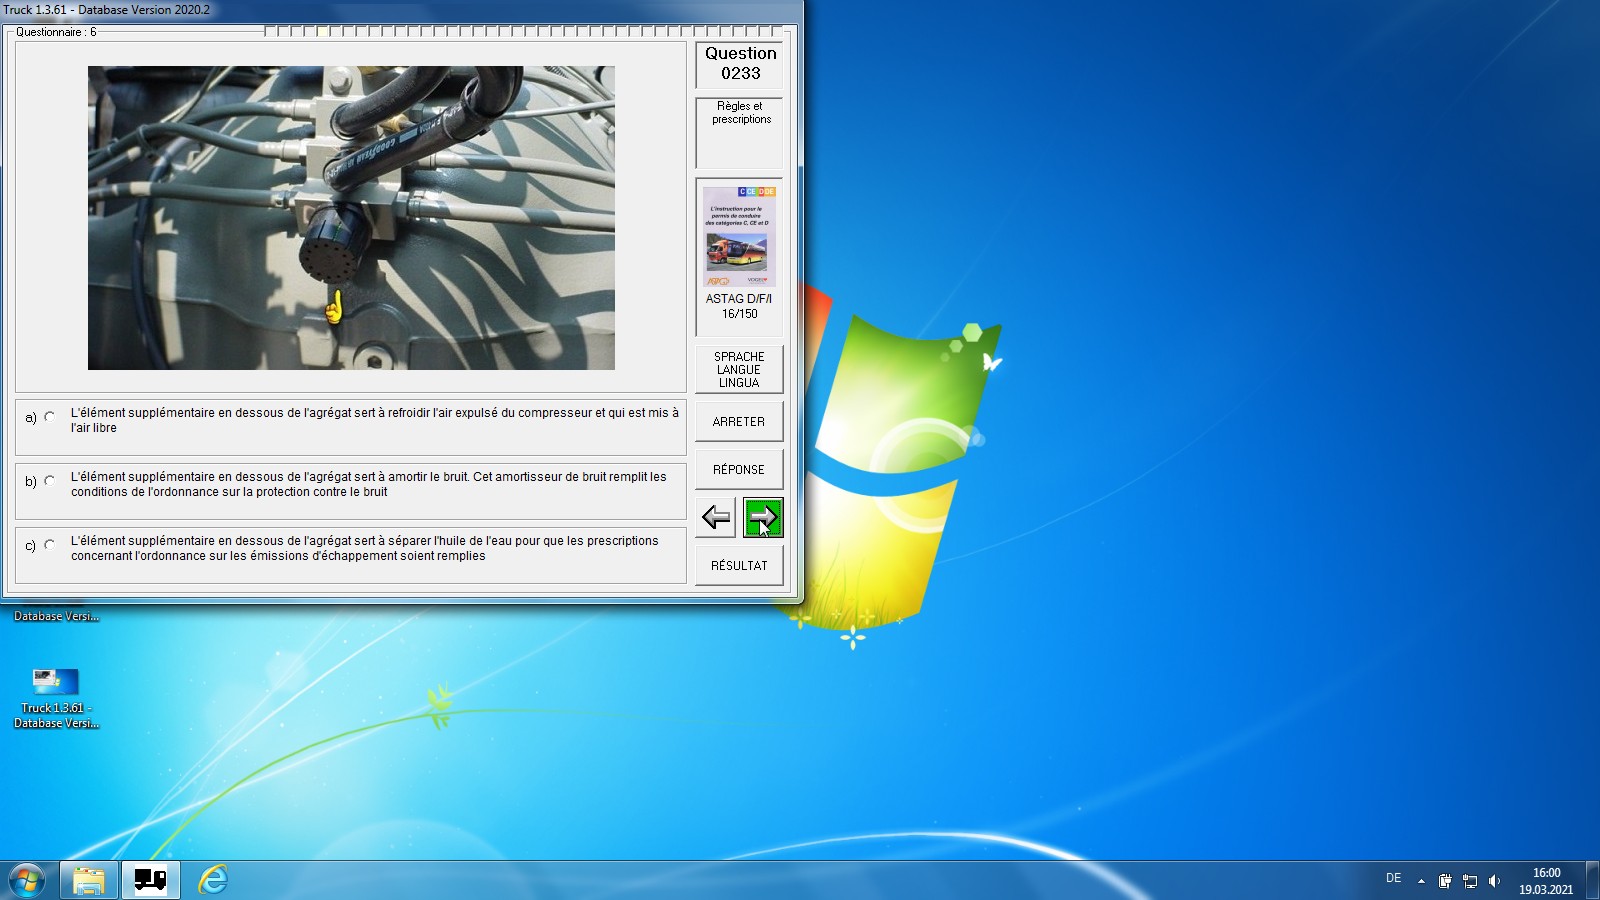 Truck 1.3.61 - Database Version 2020.2
Questionnaire : 6
Question
0233
Règles et
prescriptions
C CE D DE
L'instruction pour le
permis de conduire
des catégories C, CE et D
ASTAG D/F/I
16/150
SPRACHE
LANGUE
LINGUA
ARRETER
RÉPONSE
RÉSULTAT
GOODYEAR
a) L'élément supplémentaire en dessous de l'agrégat sert à refroidir l'air expulsé du compresseur et qui est mis à
l'air libre
b) L'élément supplémentaire en dessous de l'agrégat sert à amortir le bruit. Cet amortisseur de bruit remplit les
conditions de l'ordonnance sur la protection contre le bruit
c) L'élément supplémentaire en dessous de l'agrégat sert à séparer l'huile de l'eau pour que les prescriptions
concernant l'ordonnance sur les émissions d'échappement soient remplies
Database Versi...
Truck 1.3.61 -
Database Versi...
DE
16:00
19.03.2021